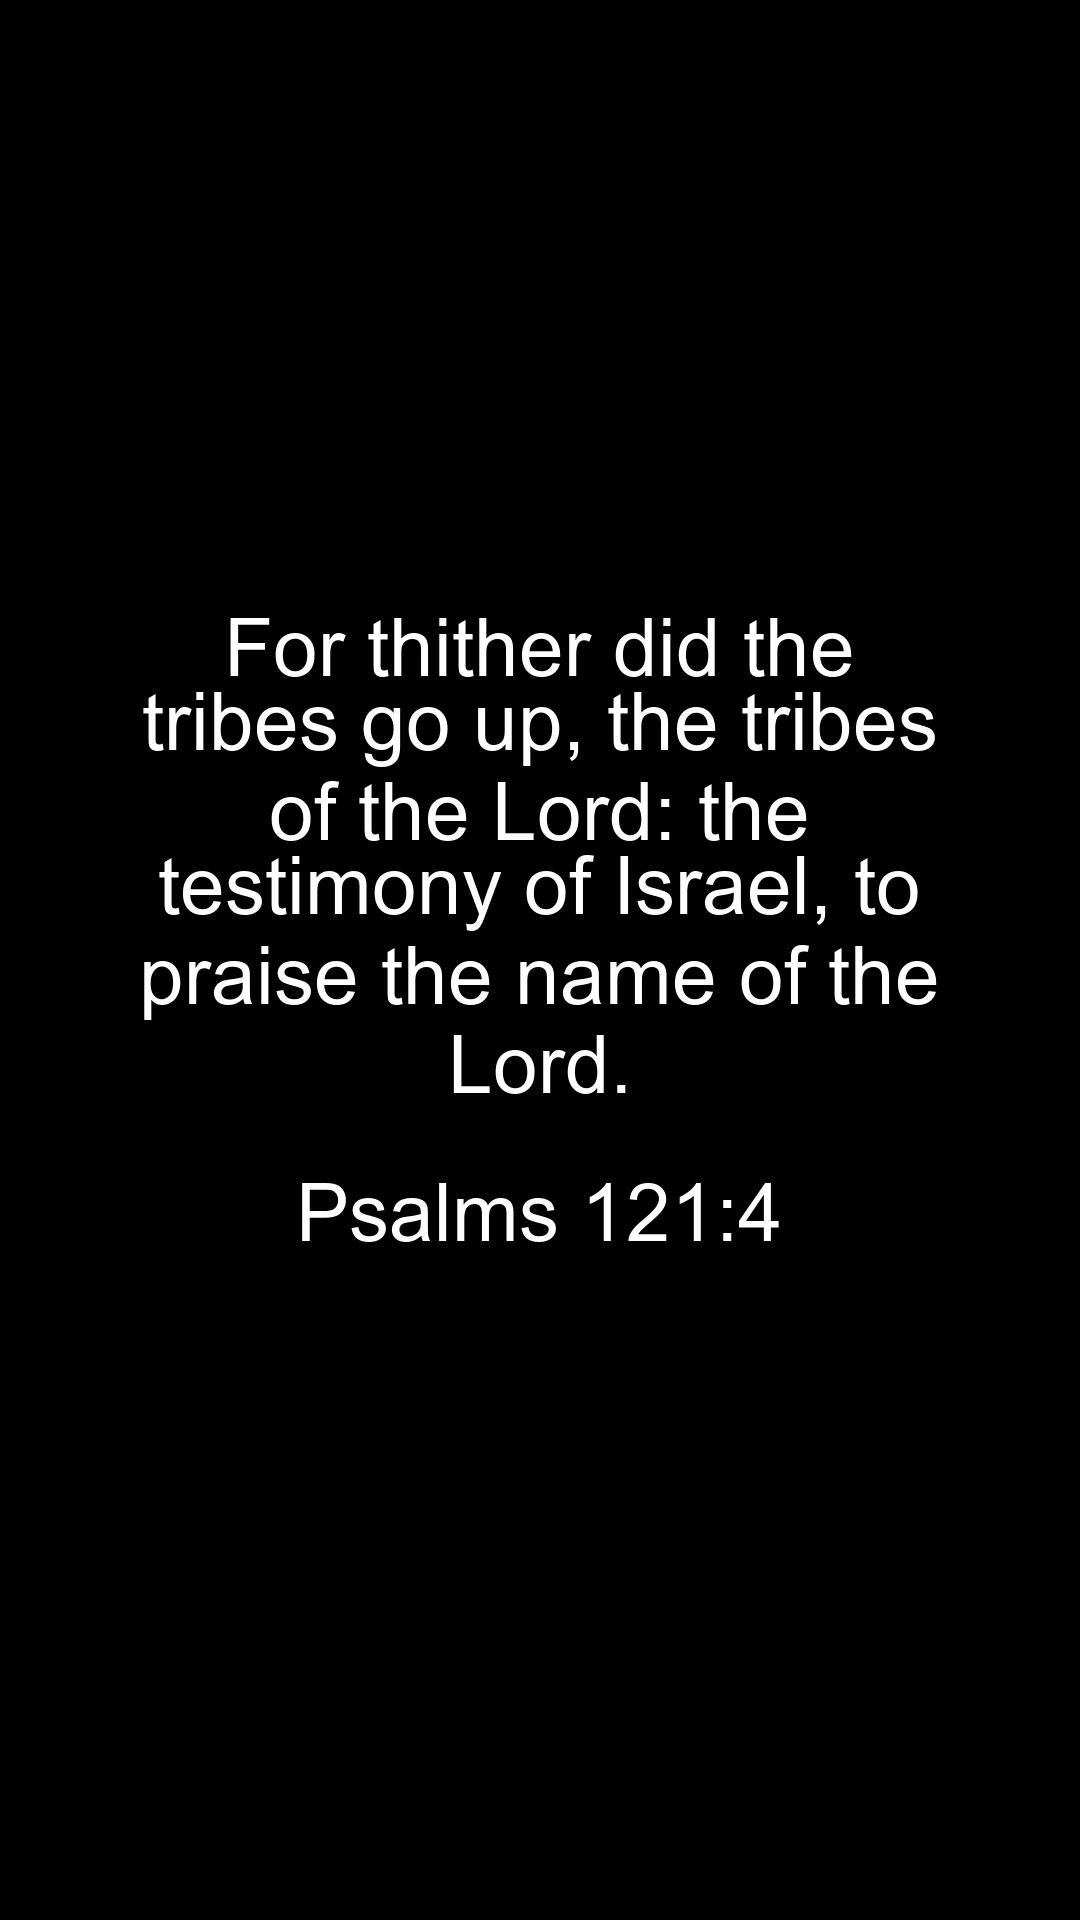 For thither did the
tribes go up, the tribes
of the Lord: the
testimony of Israel, to
praise the name of the
Lord.
Psalms 121:4